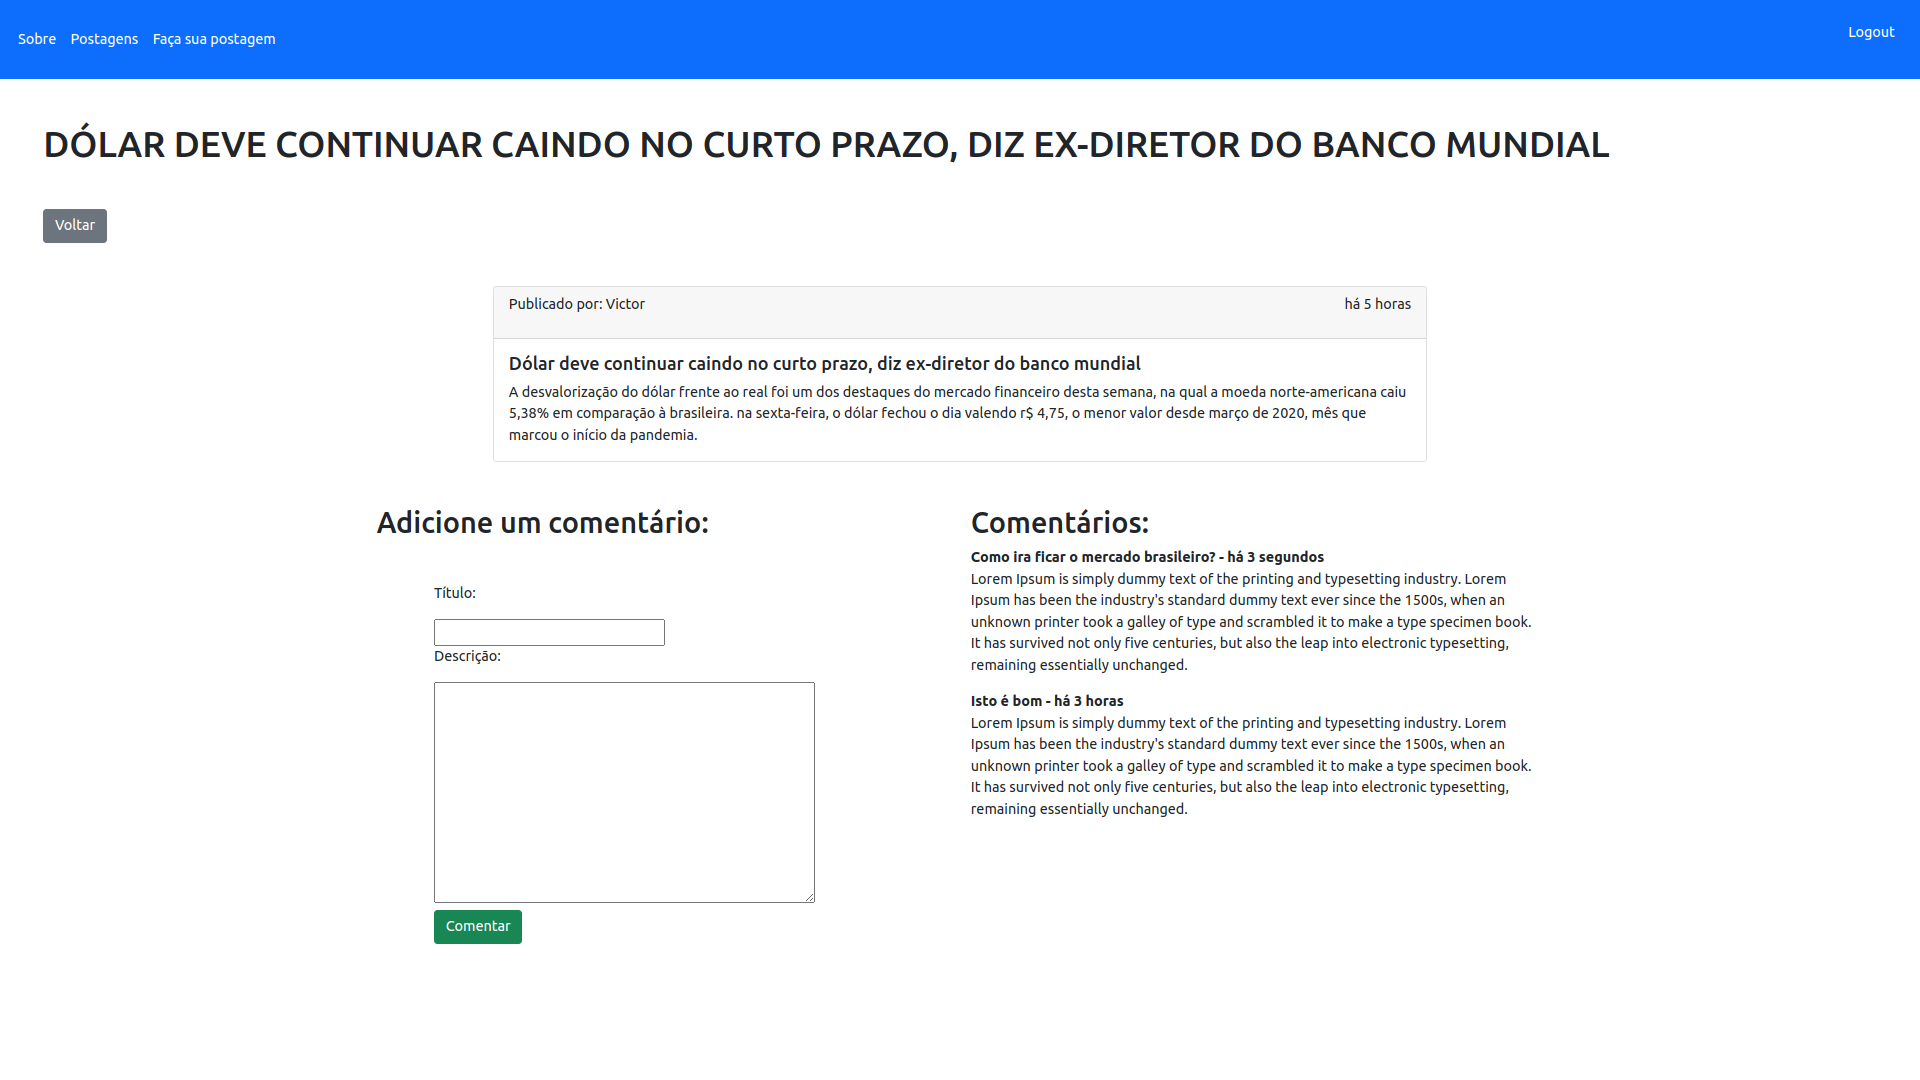 Sobre Postagens Faça sua postagem Logout
DÓLAR DEVE CONTINUAR CAINDO NO CURTO PRAZO, DIZ EX-DIRETOR DO BANCO MUNDIAL
Voltar
Publicado por: Victor há 5 horas
Dólar deve continuar caindo no curto prazo, diz ex-diretor do banco mundial
A desvalorização do dólar frente ao real foi um dos destaques do mercado financeiro desta semana, na qual a moeda norte-americana caiu
5,38% em comparação à brasileira. na sexta-feira, o dólar fechou o dia valendo r$ 4,75, o menor valor desde março de 2020, mês que
marcou o início da pandemia.
Adicione um comentário:
Título:
Descrição:
Comentar
Comentários:
Como ira ficar o mercado brasileiro? - há 3 segundos
Lorem Ipsum is simply dummy text of the printing and typesetting industry. Lorem
Ipsum has been the industry's standard dummy text ever since the 1500s, when an
unknown printer took a galley of type and scrambled it to make a type specimen book.
It has survived not only five centuries, but also the leap into electronic typesetting,
remaining essentially unchanged.
Isto é bom - há 3 horas
Lorem Ipsum is simply dummy text of the printing and typesetting industry. Lorem
Ipsum has been the industry's standard dummy text ever since the 1500s, when an
unknown printer took a galley of type and scrambled it to make a type specimen book.
It has survived not only five centuries, but also the leap into electronic typesetting,
remaining essentially unchanged.